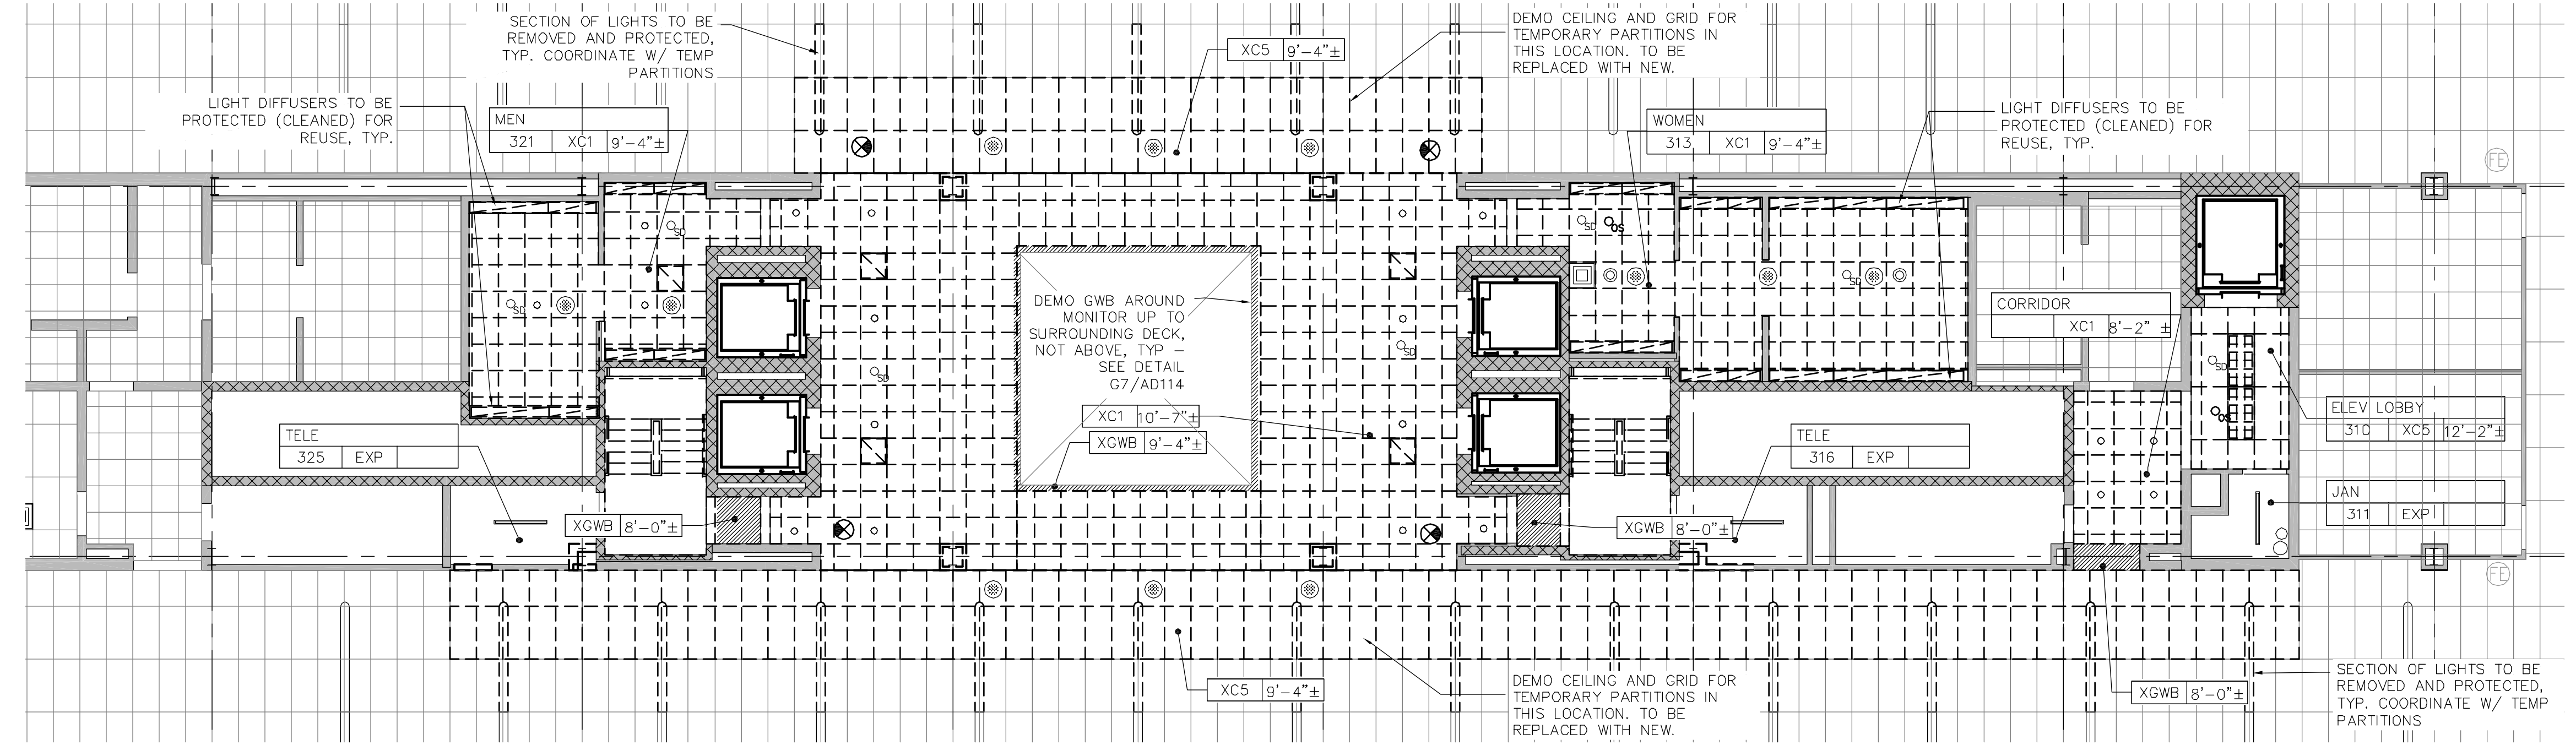 SECTION OF LIGHTS TO BE
REMOVED AND PROTECTED,
TYP. COORDINATE W/ TEMP
PARTITIONS
DEMO CEILING AND GRID FOR
TEMPORARY PARTITIONS IN
THIS LOCATION. TO BE
REPLACED WITH NEW.
XC5 9'-4"±
LIGHT DIFFUSERS TO BE
PROTECTED (CLEANED) FOR
REUSE, TYP.
MEN
321 XC1 9'-4"±
WOMEN
313 XC1 9'-4"±
LIGHT DIFFUSERS TO BE
PROTECTED (CLEANED) FOR
REUSE, TYP.
FE
SD
SD
OS
SD
SD
DEMO GWB AROUND
MONITOR UP TO
SURROUNDING DECK,
NOT ABOVE, TYP –
SEE DETAIL
G7/AD114
CORRIDOR
XC1 8'-2" ±
SD
SD
SD
OS
XC1 10'-7"±
XGWB 9'-4"±
ELEV LOBBY
310 XC5 12'-2"±
TELE
325 EXP
TELE
316 EXP
JAN
311 EXP
XGWB 8'-0"±
XGWB 8'-0"±
FE
XC5 9'-4"±
DEMO CEILING AND GRID FOR
TEMPORARY PARTITIONS IN
THIS LOCATION. TO BE
REPLACED WITH NEW.
XGWB 8'-0"±
SECTION OF LIGHTS TO BE
REMOVED AND PROTECTED,
TYP. COORDINATE W/ TEMP
PARTITIONS